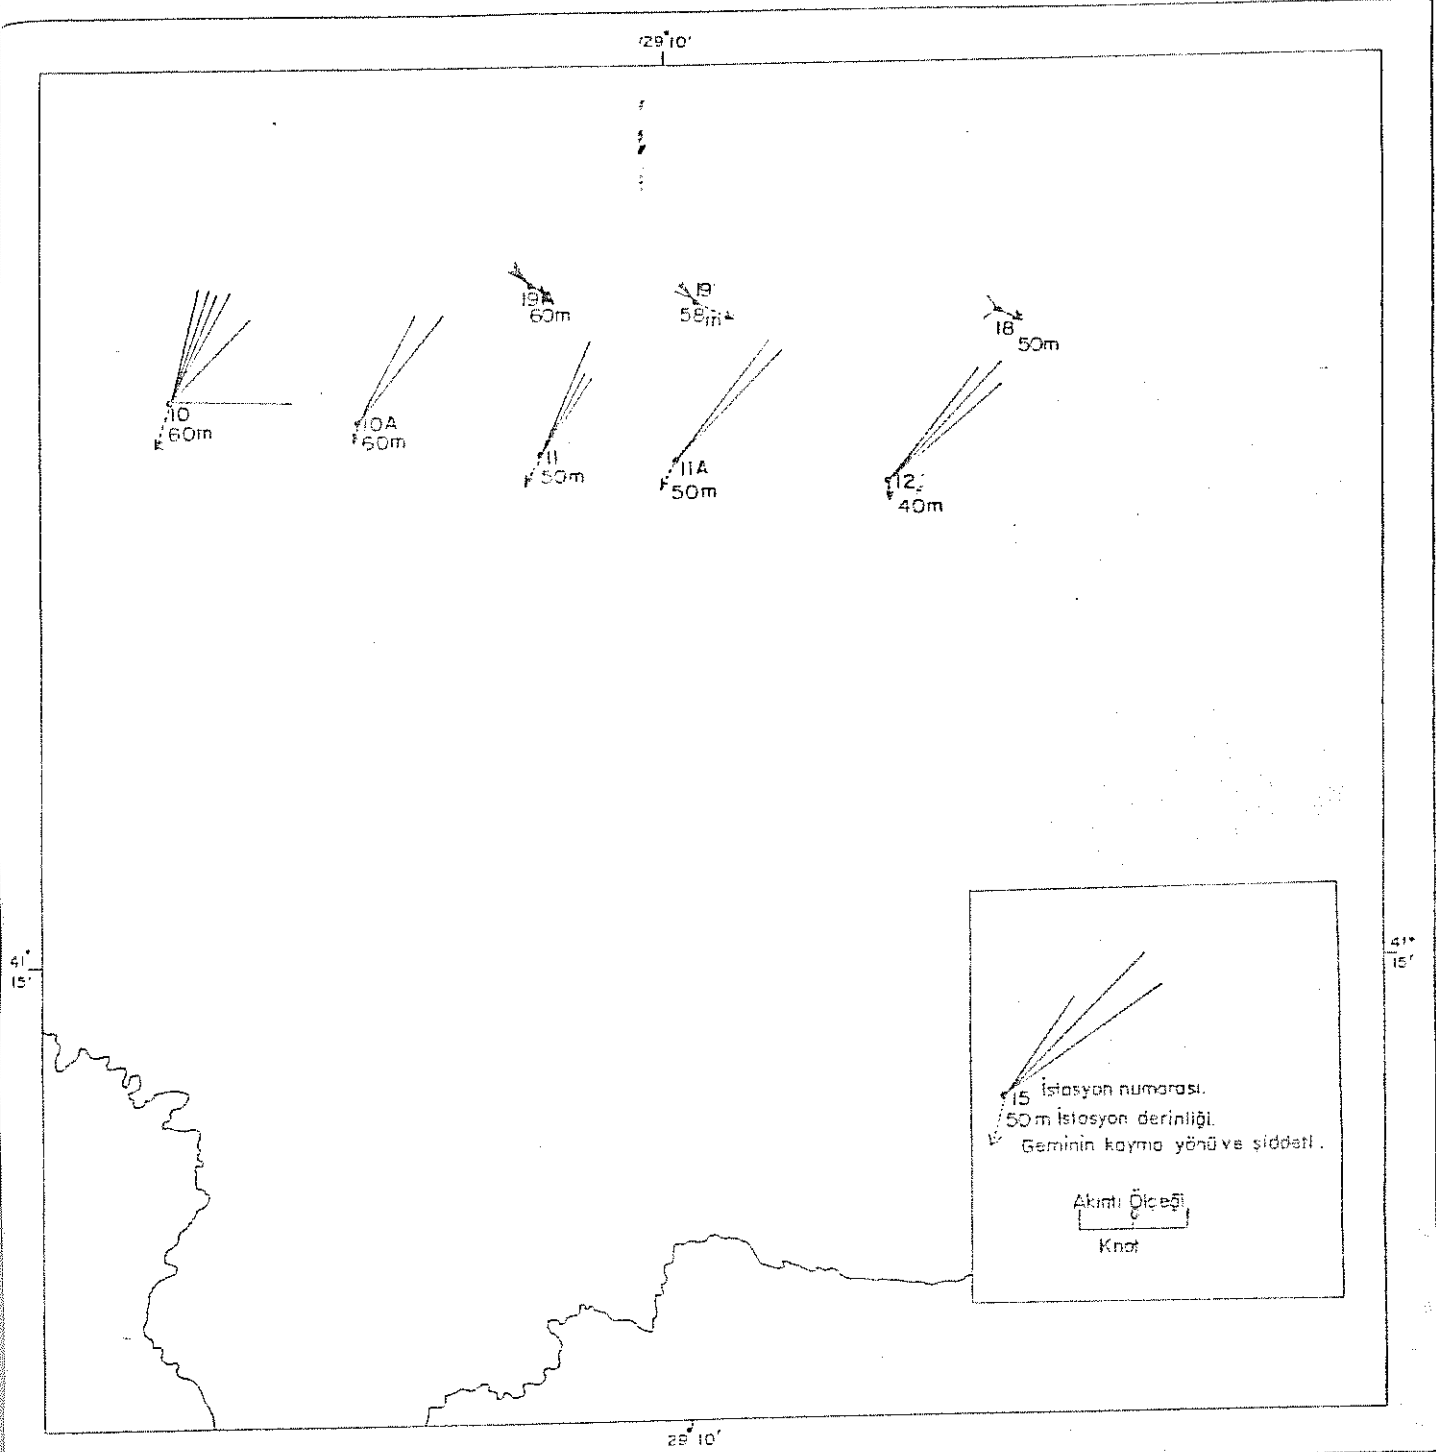 29°10'
19A
60m
19
58m
18
50m
10
60m
10A
60m
11
50m
11A
50m
12
40m
41°
15'
41°
15'
15 İstasyon numarası.
50m İstasyon derinliği.
Geminin kayma yönü ve şiddeti.
Akıntı Ölçeği
Knot
29°10'